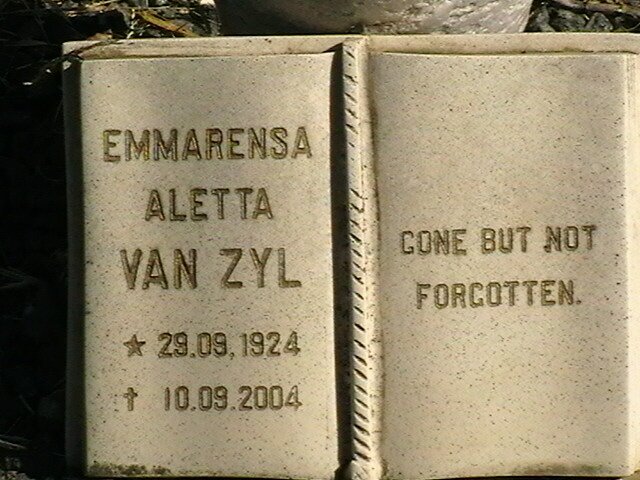 EMMARENSA
ALETTA
VAN ZYL
★ 29.09.1924
† 10.09.2004
GONE BUT NOT
FORGOTTEN.